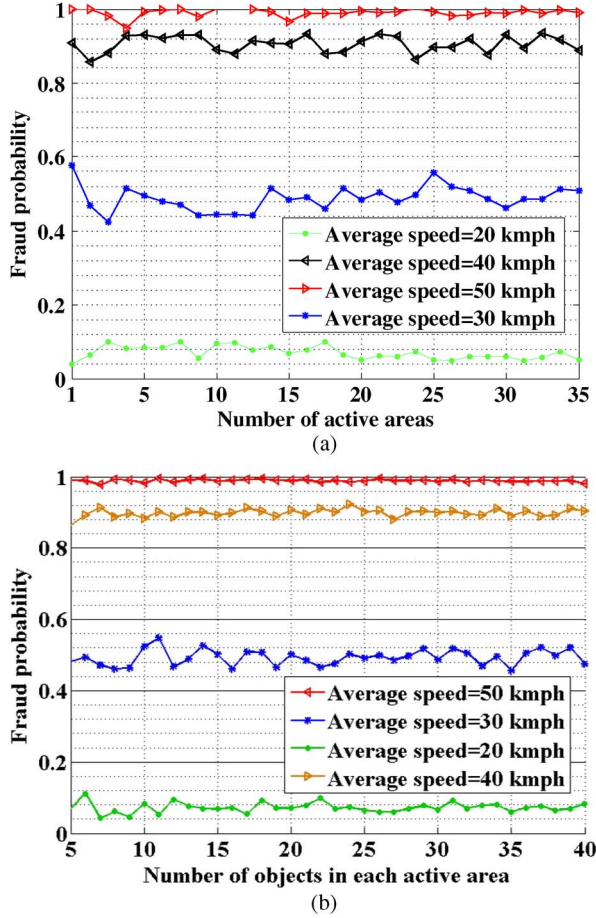 1
0.8
0.6
0.4
0.2
0
Fraud probability
Average speed=20 kmph
Average speed=40 kmph
Average speed=50 kmph
Average speed=30 kmph
1 5 10 15 20 25 30 35
Number of active areas
(a)
1
0.8
0.6
0.4
0.2
0
Fraud probability
Average speed=50 kmph
Average speed=30 kmph
Average speed=20 kmph
Average speed=40 kmph
5 10 15 20 25 30 35 40
Number of objects in each active area
(b)